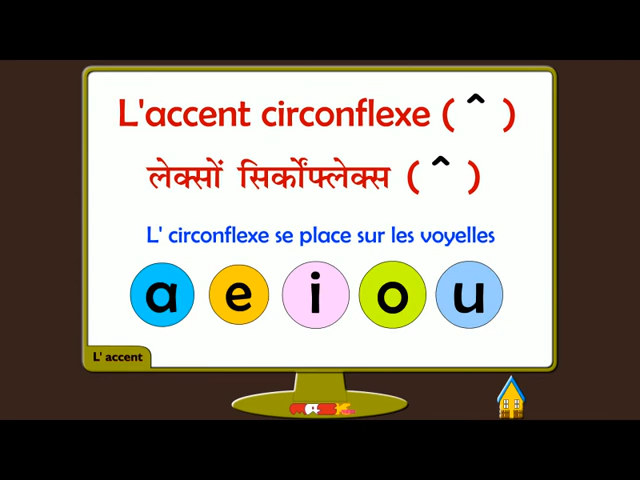 L'accent circonflexe ( ˆ )
लेक्सों सिर्कोंफ्लेक्स ( ˆ )
L' circonflexe se place sur les voyelles
a e i o u
L' accent